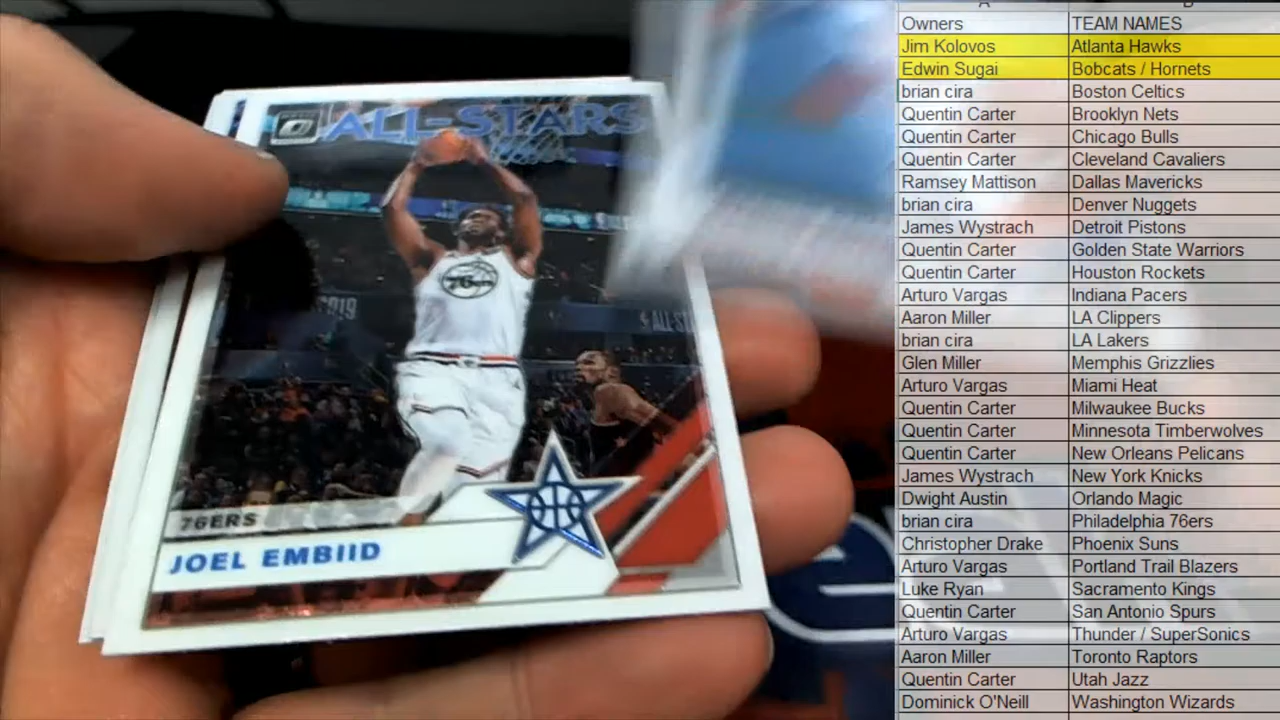 ALL-STARS
76ers
2019
ALL-STA
76ERS
JOEL EMBIID
Owners TEAM NAMES
Jim Kolovos Atlanta Hawks
Edwin Sugai Bobcats / Hornets
brian cira Boston Celtics
Quentin Carter Brooklyn Nets
Quentin Carter Chicago Bulls
Quentin Carter Cleveland Cavaliers
Ramsey Mattison Dallas Mavericks
brian cira Denver Nuggets
James Wystrach Detroit Pistons
Quentin Carter Golden State Warriors
Quentin Carter Houston Rockets
Arturo Vargas Indiana Pacers
Aaron Miller LA Clippers
brian cira LA Lakers
Glen Miller Memphis Grizzlies
Arturo Vargas Miami Heat
Quentin Carter Milwaukee Bucks
Quentin Carter Minnesota Timberwolves
Quentin Carter New Orleans Pelicans
James Wystrach New York Knicks
Dwight Austin Orlando Magic
brian cira Philadelphia 76ers
Christopher Drake Phoenix Suns
Arturo Vargas Portland Trail Blazers
Luke Ryan Sacramento Kings
Quentin Carter San Antonio Spurs
Arturo Vargas Thunder / SuperSonics
Aaron Miller Toronto Raptors
Quentin Carter Utah Jazz
Dominick O'Neill Washington Wizards